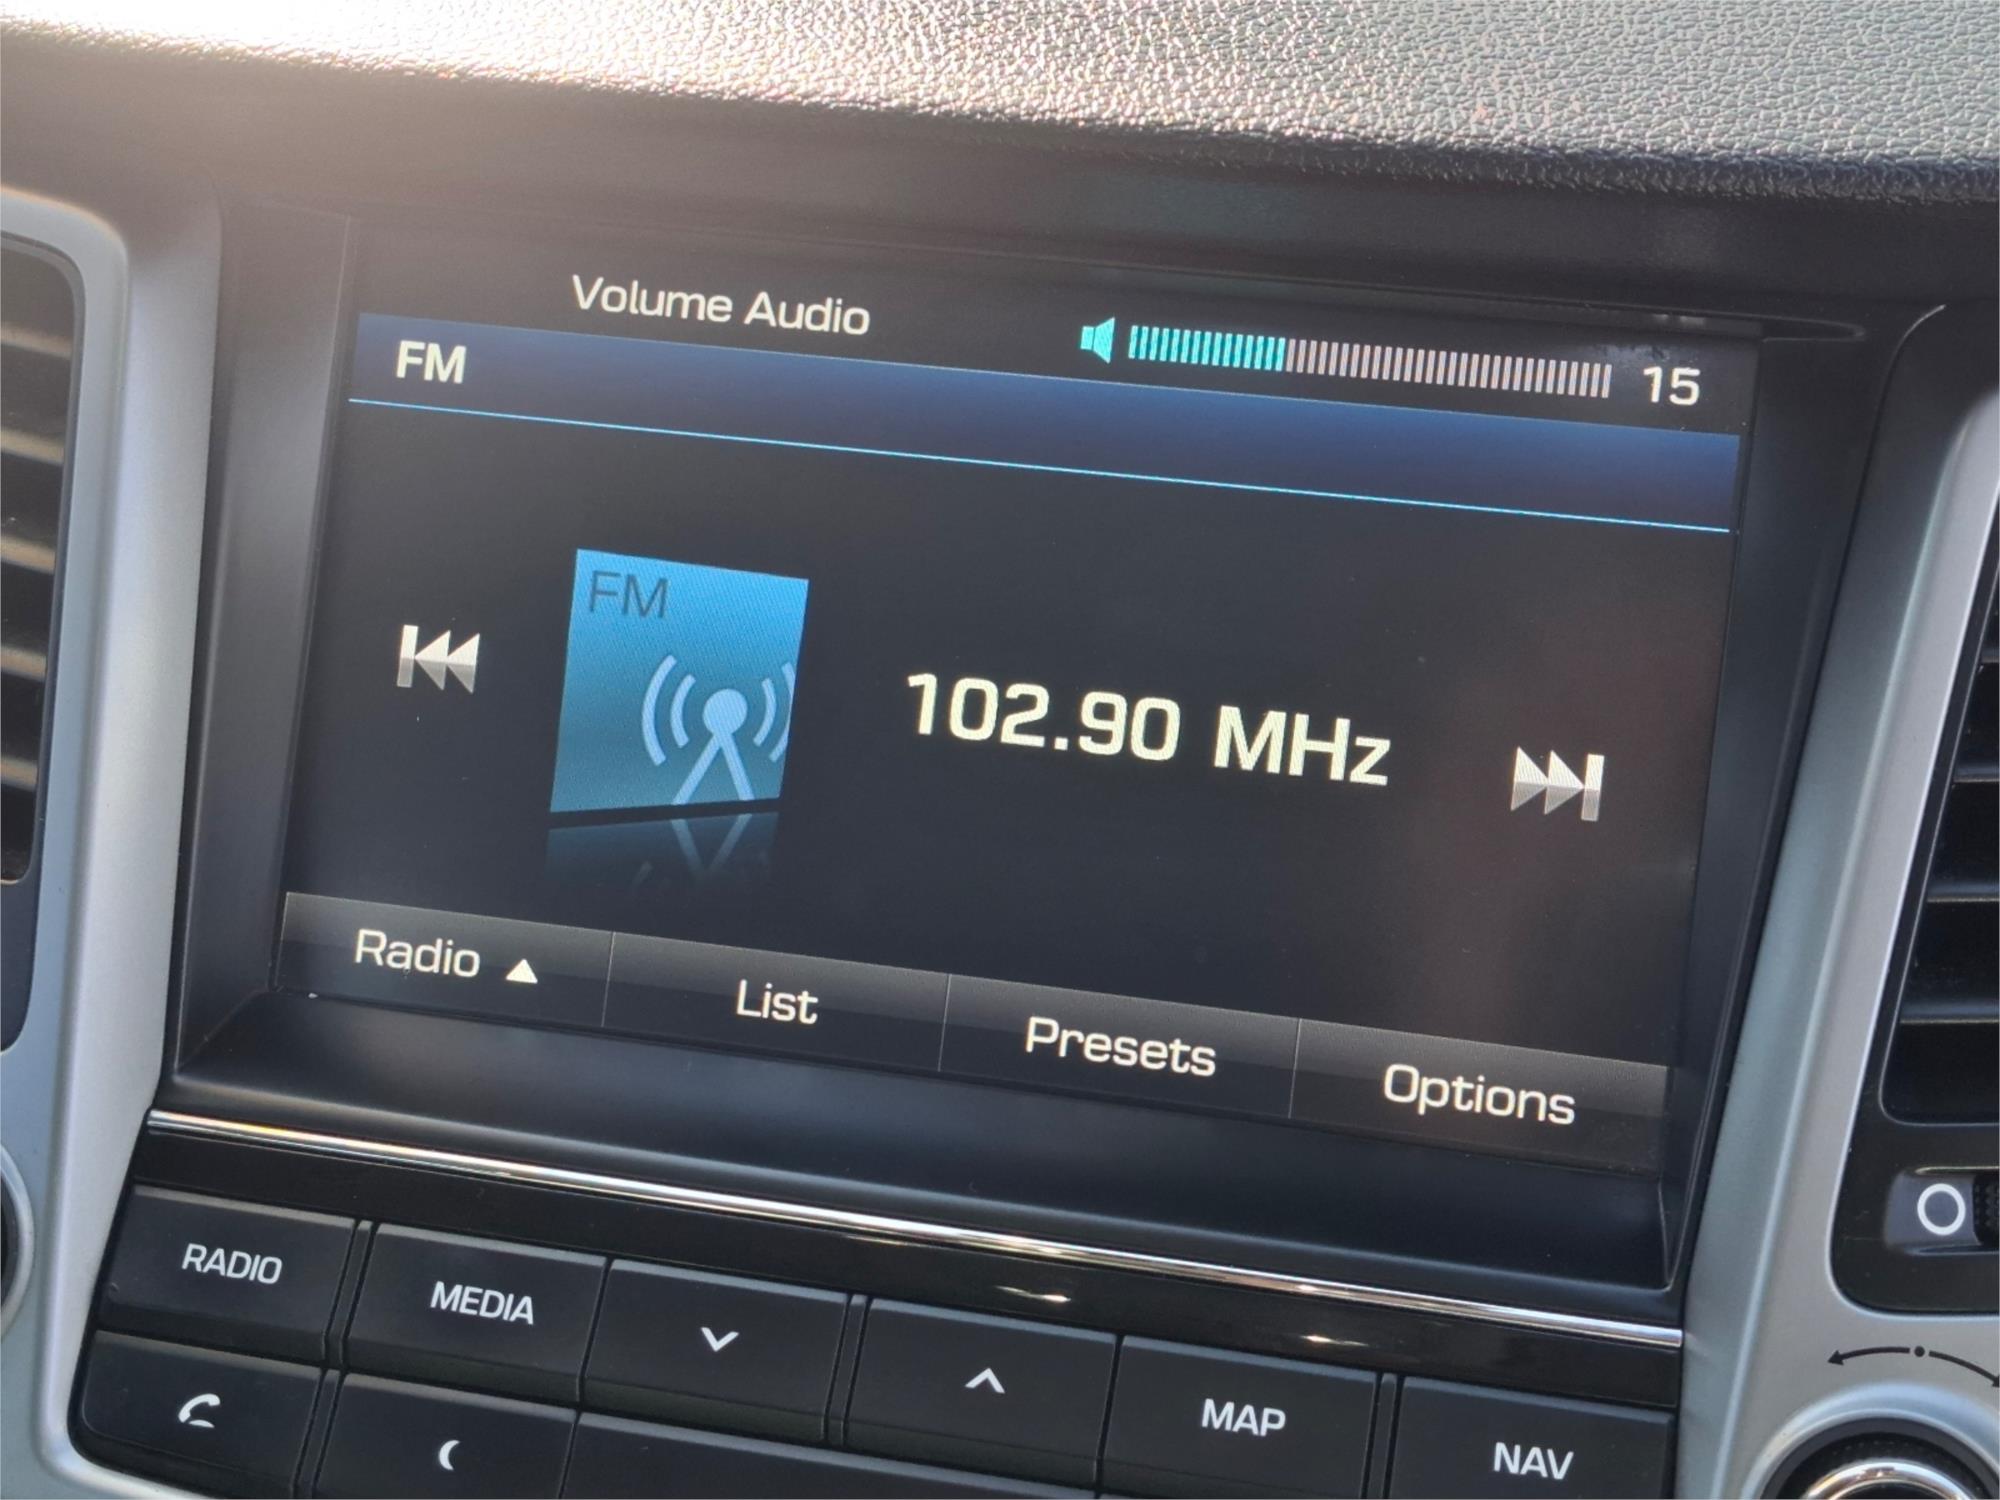 Volume Audio 15
FM
FM
102.90 MHz
Radio List Presets Options
RADIO MEDIA MAP NAV